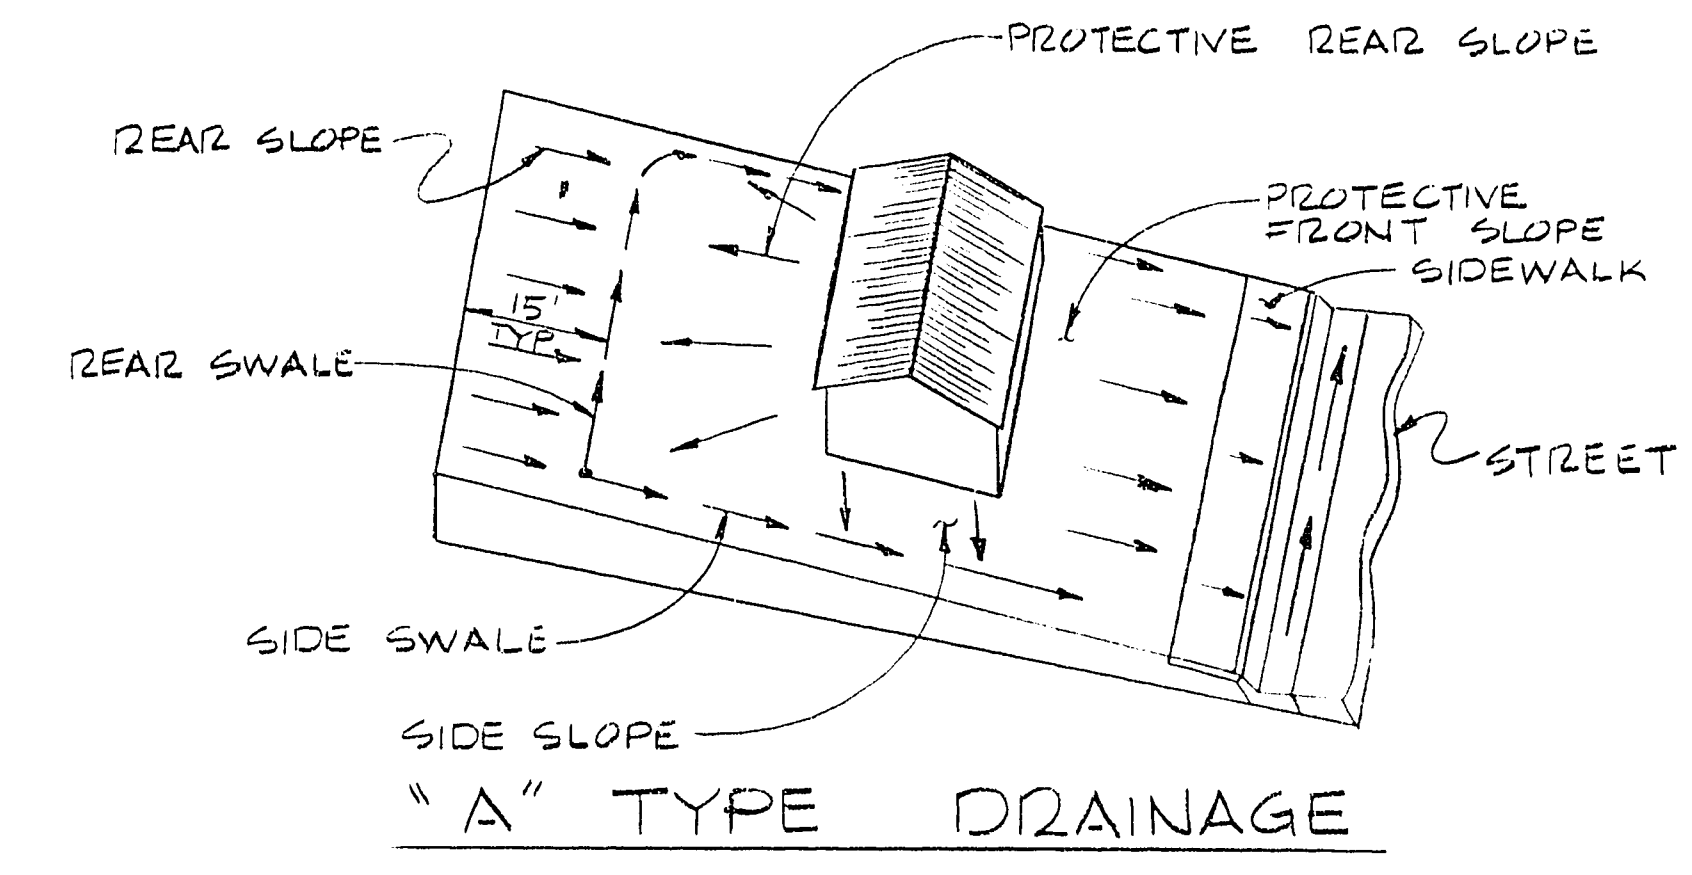 PROTECTIVE REAR SLOPE
REAR SLOPE
PROTECTIVE
FRONT SLOPE
SIDEWALK
15'
TYP.
REAR SWALE
STREET
SIDE SWALE
SIDE SLOPE
"A" TYPE DRAINAGE